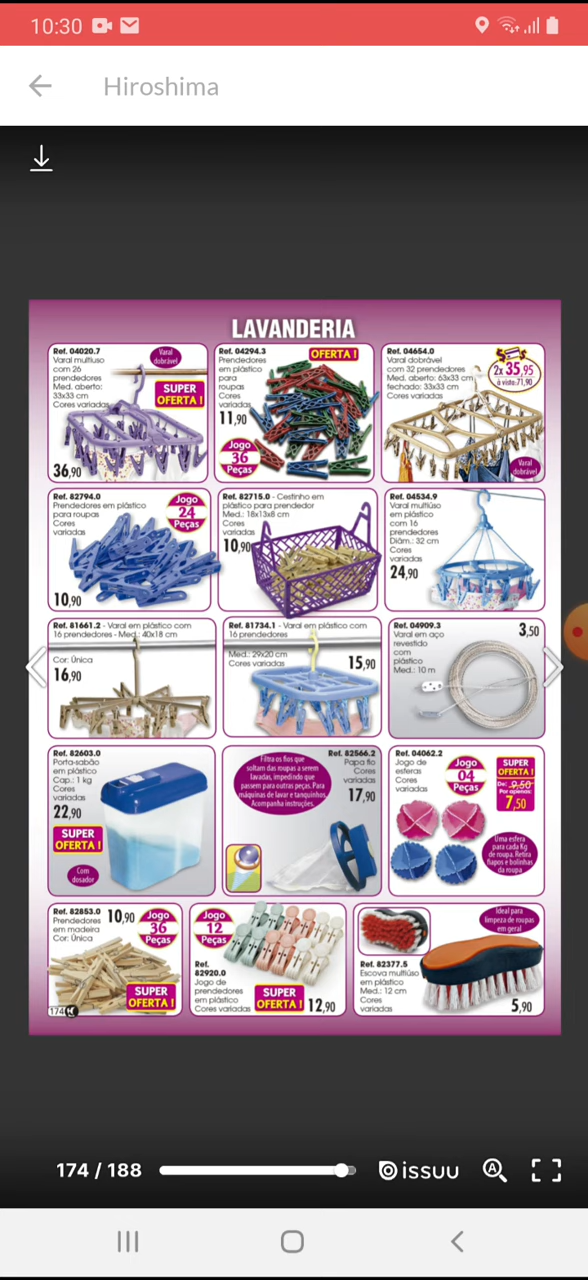 10:30
Hiroshima
LAVANDERIA
Ref. 04020.7
Varal multiuso
com 26
prendedores
Med. aberto:
33x33 cm
Cores variadas
Varal
dobrável
SUPER
OFERTA !
36,90
Ref. 04294.3
Prendedores
em plástico
para
roupas
Cores
variadas
11,90
OFERTA !
Jogo
36
Peças
Ref. 04654.0
Varal dobrável
com 32 prendedores
Med. aberto: 63x33 cm
fechado: 33x33 cm
Cores variadas
2x 35,95
à vista: 71,90
Varal
dobrável
Ref. 82794.0
Prendedores em plástico
para roupas
Cores
variadas
Jogo
24
Peças
10,90
Ref. 82715.0 - Cestinho em
plástico para prendedor
Med.: 18x13x8 cm
Cores
variadas
10,90
Ref. 04534.9
Varal multiúso
em plástico
com 16
prendedores
Diâm.: 32 cm
Cores
variadas
24,90
Ref. 81661.2 - Varal em plástico com
16 prendedores - Med.: 40x18 cm
Cor: Única
16,90
Ref. 81734.1 - Varal em plástico com
16 prendedores
Med.: 29x20 cm
Cores variadas
15,90
Ref. 04909.3
Varal em aço
revestido
com
plástico
Med.: 10 m
3,50
Ref. 82603.0
Porta-sabão
em plástico
Cap.: 1 kg
Cores
variadas
22,90
SUPER
OFERTA !
Com
dosador
Filtra os fios que
soltam das roupas a serem
lavadas, impedindo que
passem para outras peças. Para
máquinas de lavar e tanquinhos.
Acompanha instruções.
Ref. 82566.2
Papa fio
Cores
variadas
17,90
Ref. 04062.2
Jogo de
esferas
Cores
variadas
Jogo
04
Peças
SUPER
OFERTA !
De: 9,50
Por apenas:
7,50
Uma esfera
para cada Kg
de roupa. Retira
fiapos e bolinhas
da roupa
Ref. 82853.0
Prendedores
em madeira
Cor: Única
10,90
Jogo
36
Peças
SUPER
OFERTA !
174
Jogo
12
Peças
Ref.
82920.0
Jogo de
prendedores
em plástico
Cores variadas
SUPER
OFERTA !
12,90
Ideal para
limpeza de roupas
em geral
Ref. 82377.5
Escova multiúso
em plástico
Med.: 12 cm
Cores
variadas
5,90
174 / 188
issuu